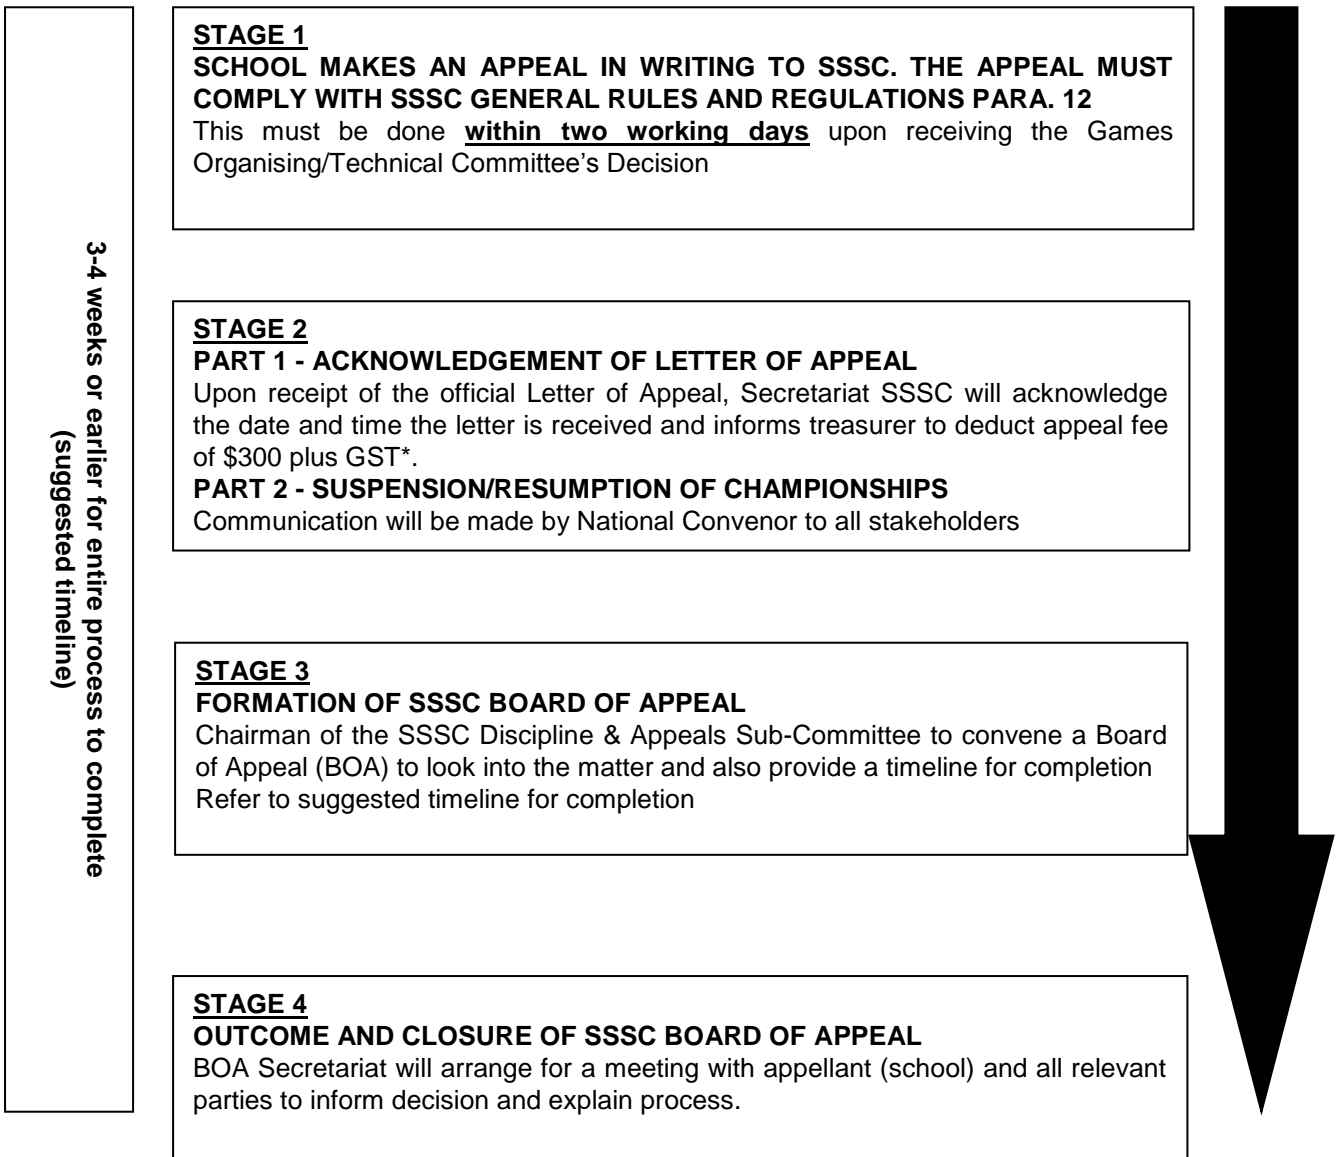 STAGE 1
SCHOOL MAKES AN APPEAL IN WRITING TO SSSC. THE APPEAL MUST
COMPLY WITH SSSC GENERAL RULES AND REGULATIONS PARA. 12
This must be done within two working days upon receiving the Games
Organising/Technical Committee’s Decision
3-4 weeks or earlier for entire process to complete
(suggested timeline)
STAGE 2
PART 1 - ACKNOWLEDGEMENT OF LETTER OF APPEAL
Upon receipt of the official Letter of Appeal, Secretariat SSSC will acknowledge
the date and time the letter is received and informs treasurer to deduct appeal fee
of $300 plus GST*.
PART 2 - SUSPENSION/RESUMPTION OF CHAMPIONSHIPS
Communication will be made by National Convenor to all stakeholders
STAGE 3
FORMATION OF SSSC BOARD OF APPEAL
Chairman of the SSSC Discipline & Appeals Sub-Committee to convene a Board
of Appeal (BOA) to look into the matter and also provide a timeline for completion
Refer to suggested timeline for completion
STAGE 4
OUTCOME AND CLOSURE OF SSSC BOARD OF APPEAL
BOA Secretariat will arrange for a meeting with appellant (school) and all relevant
parties to inform decision and explain process.